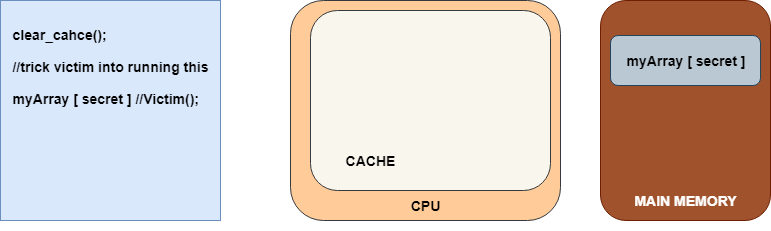 clear_cahce();
//trick victim into running this
myArray [ secret ] //Victim();
CACHE
CPU
myArray [ secret ]
MAIN MEMORY